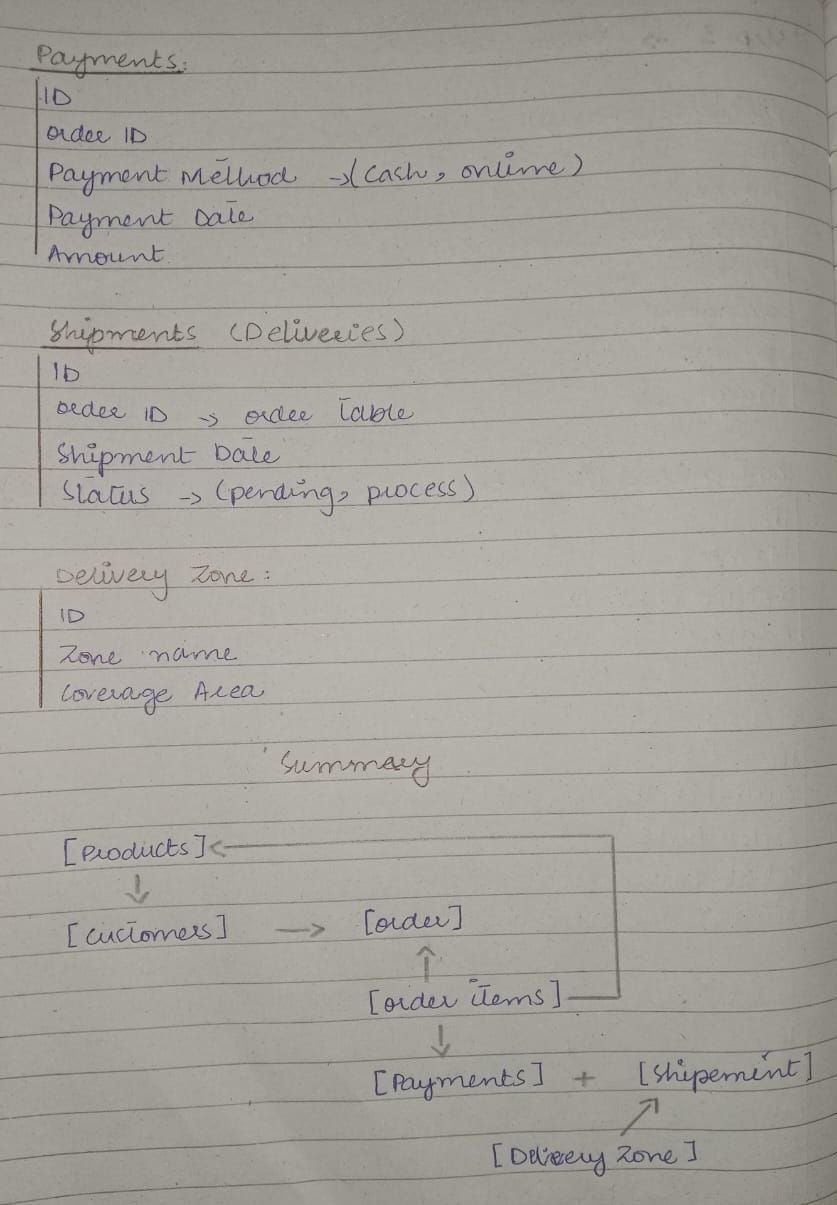 Payments:
ID
order ID
Payment Method → (cash, online)
Payment Date
Amount
Shipments (Deliveries)
ID
order ID → order Table
Shipment Date
Status → (pending, process)
Delivery Zone:
ID
Zone name
Coverage Area
Summary
[Products]
[customers] → [order]
[order items]
[Payments] + [Shipement]
[Delivery Zone]